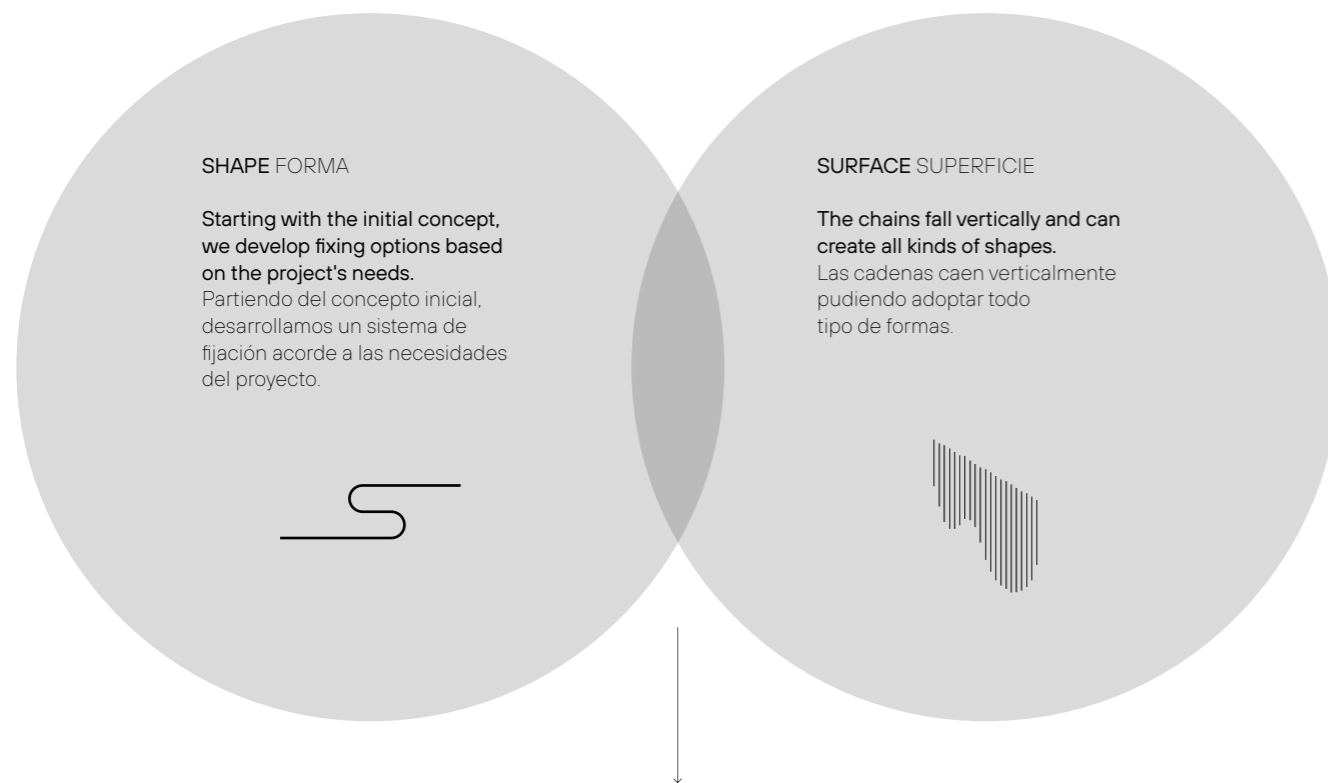 SHAPE FORMA
Starting with the initial concept,
we develop fixing options based
on the project's needs.
Partiendo del concepto inicial,
desarrollamos un sistema de
fijación acorde a las necesidades
del proyecto.
SURFACE SUPERFICIE
The chains fall vertically and can
create all kinds of shapes.
Las cadenas caen verticalmente
pudiendo adoptar todo
tipo de formas.